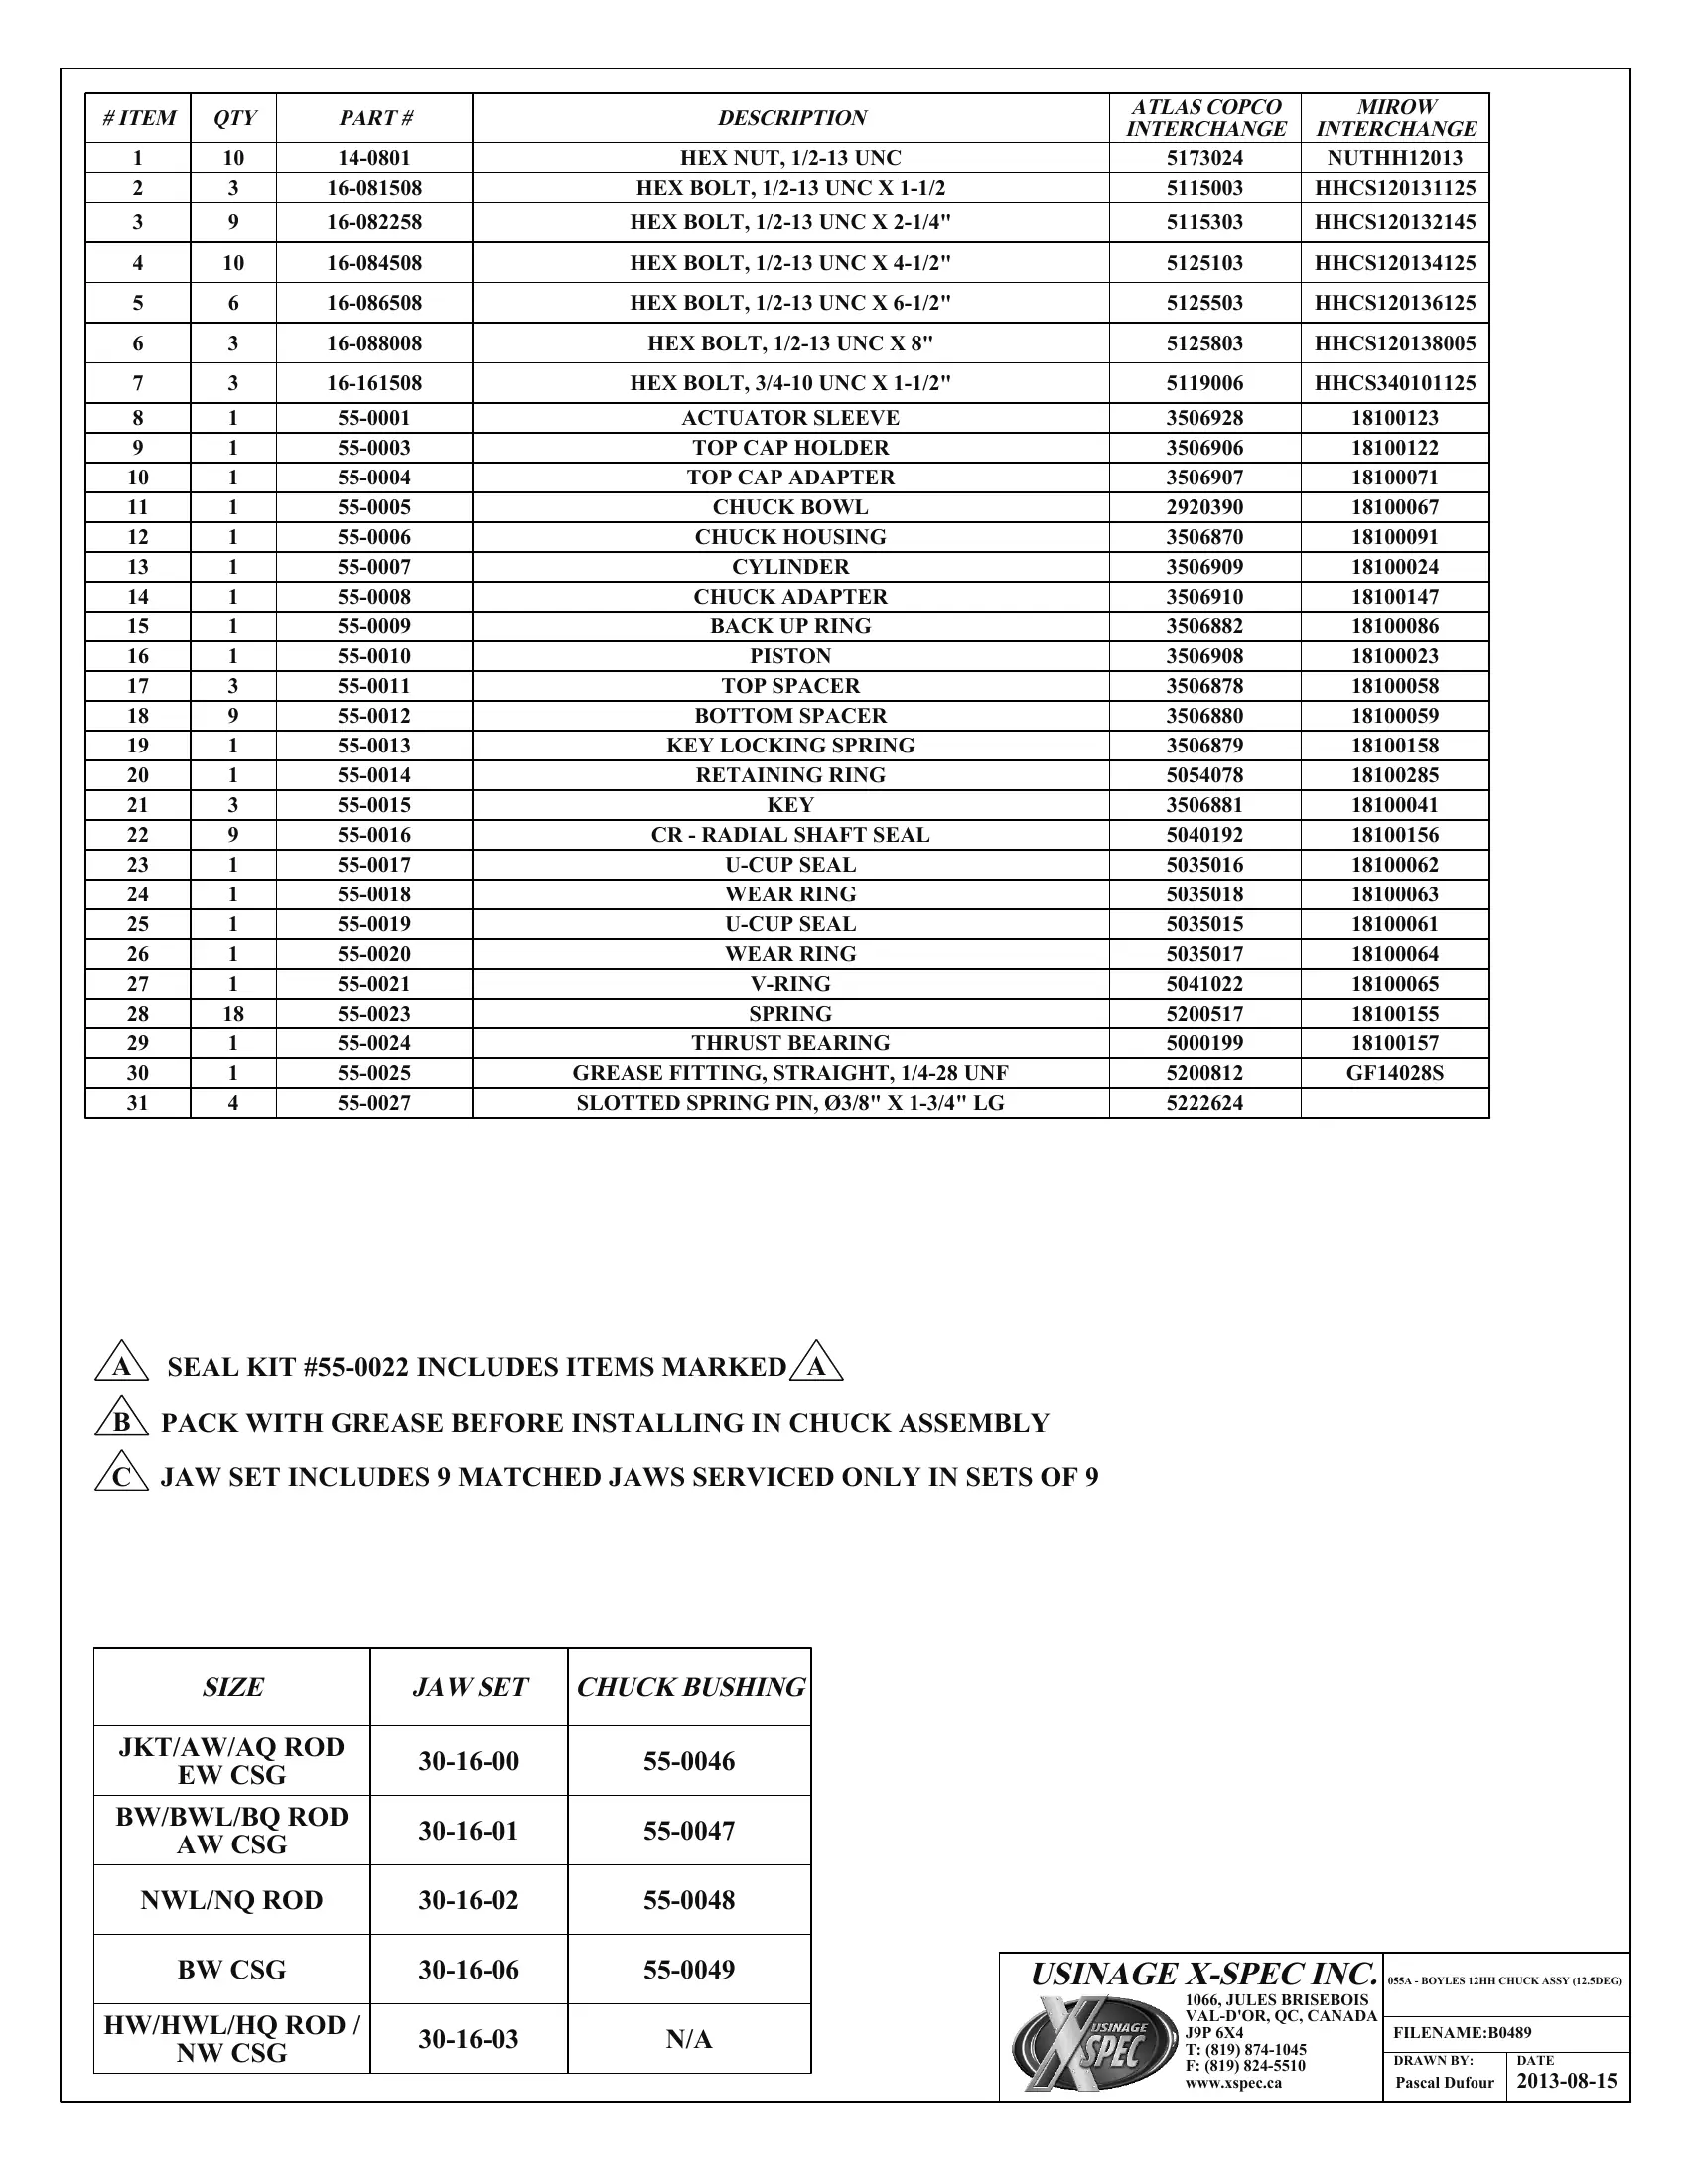 # ITEM QTY PART # DESCRIPTION ATLAS COPCO INTERCHANGE MIROW INTERCHANGE
1 10 14-0801 HEX NUT, 1/2-13 UNC 5173024 NUTHH12013
2 3 16-081508 HEX BOLT, 1/2-13 UNC X 1-1/2 5115003 HHCS120131125
3 9 16-082258 HEX BOLT, 1/2-13 UNC X 2-1/4" 5115303 HHCS120132145
4 10 16-084508 HEX BOLT, 1/2-13 UNC X 4-1/2" 5125103 HHCS120134125
5 6 16-086508 HEX BOLT, 1/2-13 UNC X 6-1/2" 5125503 HHCS120136125
6 3 16-088008 HEX BOLT, 1/2-13 UNC X 8" 5125803 HHCS120138005
7 3 16-161508 HEX BOLT, 3/4-10 UNC X 1-1/2" 5119006 HHCS340101125
8 1 55-0001 ACTUATOR SLEEVE 3506928 18100123
9 1 55-0003 TOP CAP HOLDER 3506906 18100122
10 1 55-0004 TOP CAP ADAPTER 3506907 18100071
11 1 55-0005 CHUCK BOWL 2920390 18100067
12 1 55-0006 CHUCK HOUSING 3506870 18100091
13 1 55-0007 CYLINDER 3506909 18100024
14 1 55-0008 CHUCK ADAPTER 3506910 18100147
15 1 55-0009 BACK UP RING 3506882 18100086
16 1 55-0010 PISTON 3506908 18100023
17 3 55-0011 TOP SPACER 3506878 18100058
18 9 55-0012 BOTTOM SPACER 3506880 18100059
19 1 55-0013 KEY LOCKING SPRING 3506879 18100158
20 1 55-0014 RETAINING RING 5054078 18100285
21 3 55-0015 KEY 3506881 18100041
22 9 55-0016 CR - RADIAL SHAFT SEAL 5040192 18100156
23 1 55-0017 U-CUP SEAL 5035016 18100062
24 1 55-0018 WEAR RING 5035018 18100063
25 1 55-0019 U-CUP SEAL 5035015 18100061
26 1 55-0020 WEAR RING 5035017 18100064
27 1 55-0021 V-RING 5041022 18100065
28 18 55-0023 SPRING 5200517 18100155
29 1 55-0024 THRUST BEARING 5000199 18100157
30 1 55-0025 GREASE FITTING, STRAIGHT, 1/4-28 UNF 5200812 GF14028S
31 4 55-0027 SLOTTED SPRING PIN, Ø3/8" X 1-3/4" LG 5222624
A SEAL KIT #55-0022 INCLUDES ITEMS MARKED A
B PACK WITH GREASE BEFORE INSTALLING IN CHUCK ASSEMBLY
C JAW SET INCLUDES 9 MATCHED JAWS SERVICED ONLY IN SETS OF 9
SIZE JAW SET CHUCK BUSHING
JKT/AW/AQ ROD
EW CSG 30-16-00 55-0046
BW/BWL/BQ ROD
AW CSG 30-16-01 55-0047
NWL/NQ ROD 30-16-02 55-0048
BW CSG 30-16-06 55-0049
HW/HWL/HQ ROD /
NW CSG 30-16-03 N/A
USINAGE X-SPEC INC.
1066, JULES BRISEBOIS
VAL-D'OR, QC, CANADA
J9P 6X4
T: (819) 874-1045
F: (819) 824-5510
www.xspec.ca
USINAGE
XSPEC
055A - BOYLES 12HH CHUCK ASSY (12.5DEG)
FILENAME:B0489
DRAWN BY: DATE
Pascal Dufour 2013-08-15